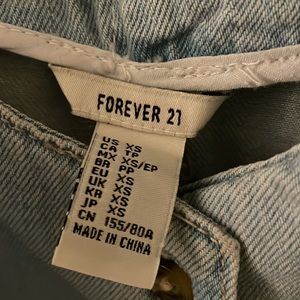 FOREVER 21
US XS
CA TP
MX XS/EP
BR PP
EU XS
UK XS
KR XS
JP XS
CN 155/80A
MADE IN CHINA